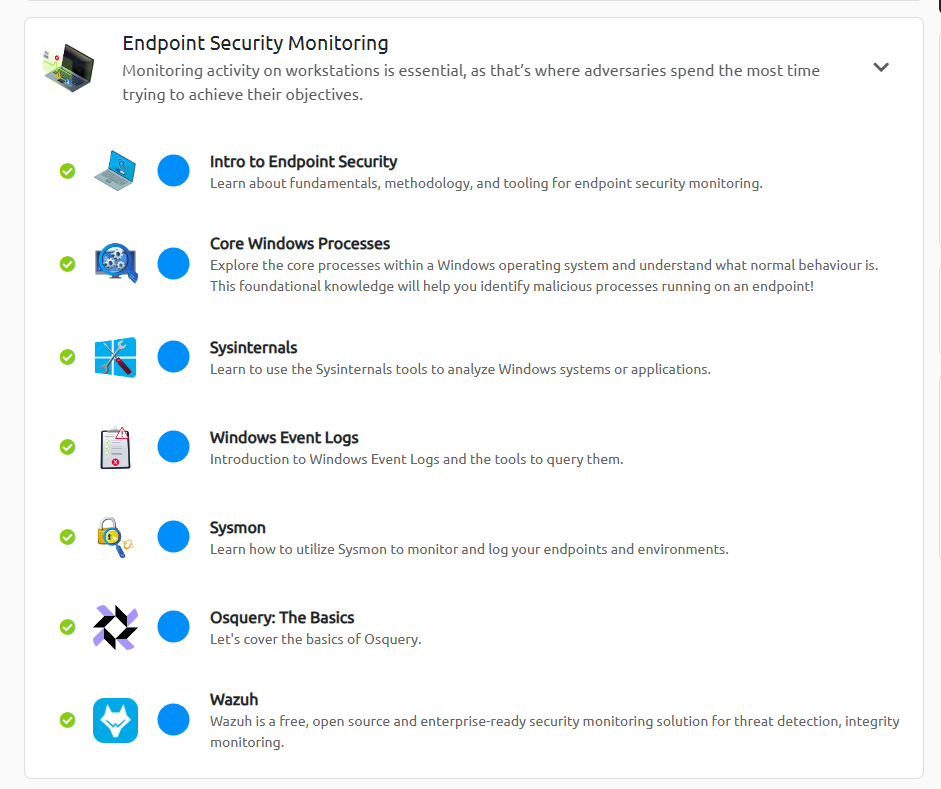 Endpoint Security Monitoring
Monitoring activity on workstations is essential, as that’s where adversaries spend the most time
trying to achieve their objectives.
Intro to Endpoint Security
Learn about fundamentals, methodology, and tooling for endpoint security monitoring.
Core Windows Processes
Explore the core processes within a Windows operating system and understand what normal behaviour is.
This foundational knowledge will help you identify malicious processes running on an endpoint!
Sysinternals
Learn to use the Sysinternals tools to analyze Windows systems or applications.
Windows Event Logs
Introduction to Windows Event Logs and the tools to query them.
Sysmon
Learn how to utilize Sysmon to monitor and log your endpoints and environments.
Osquery: The Basics
Let's cover the basics of Osquery.
Wazuh
Wazuh is a free, open source and enterprise-ready security monitoring solution for threat detection, integrity
monitoring.